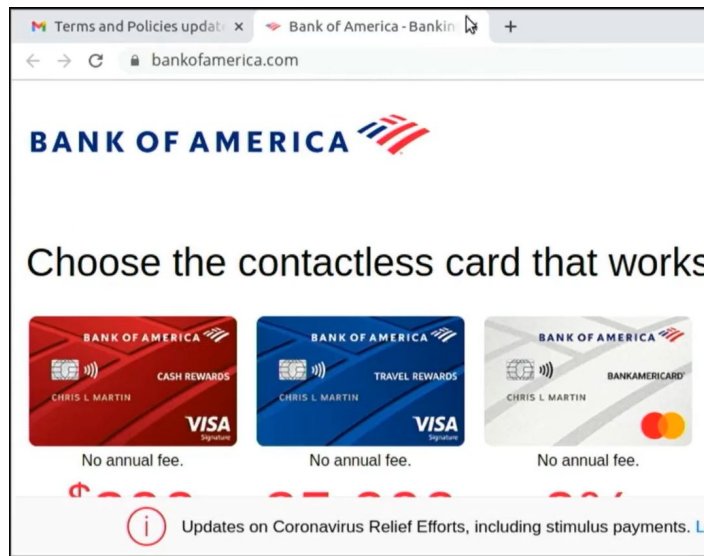 Terms and Policies updat
Bank of America - Bankin
bankofamerica.com
BANK OF AMERICA
Choose the contactless card that works
BANK OF AMERICA
CASH REWARDS
CHRIS L MARTIN
VISA
Signature
BANK OF AMERICA
TRAVEL REWARDS
CHRIS L MARTIN
VISA
Signature
BANK OF AMERICA
BANKAMERICARD
CHRIS L MARTIN
No annual fee.
No annual fee.
No annual fee.
Updates on Coronavirus Relief Efforts, including stimulus payments. L